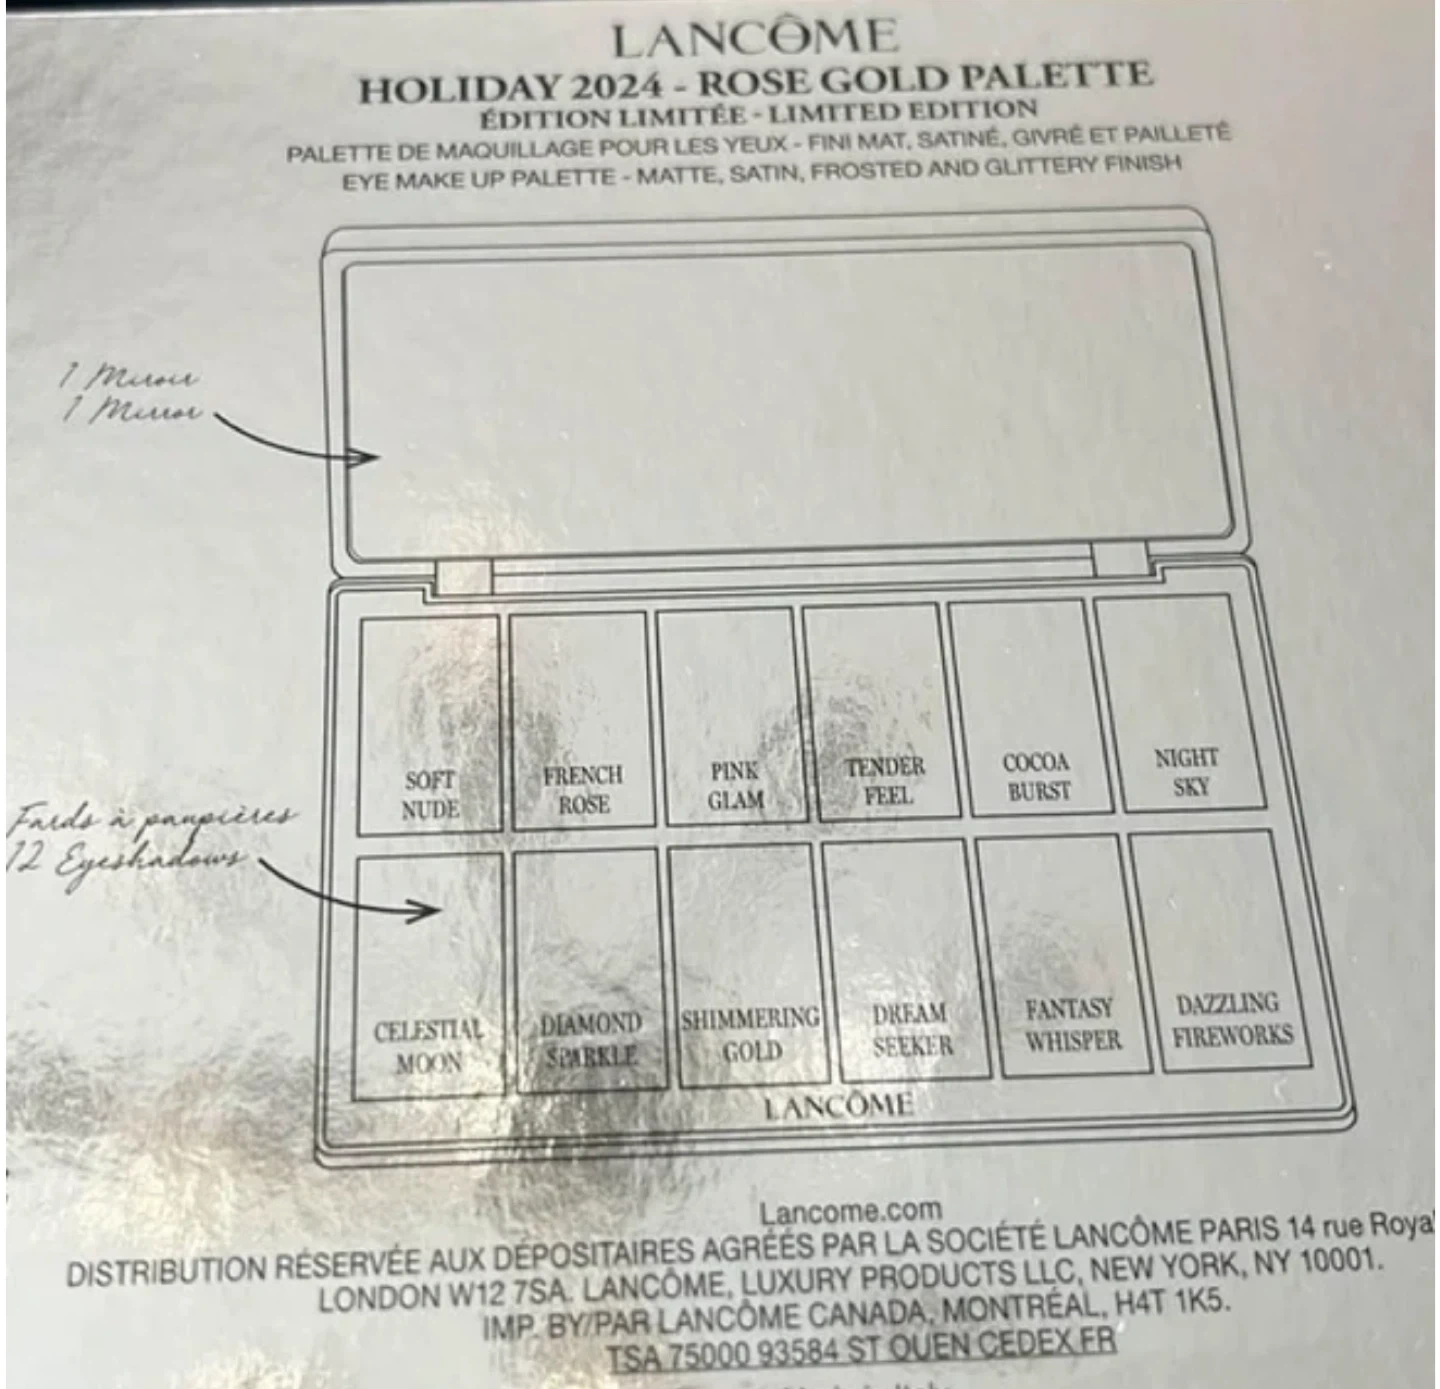 LANCÔME
HOLIDAY 2024 - ROSE GOLD PALETTE
ÉDITION LIMITÉE - LIMITED EDITION
PALETTE DE MAQUILLAGE POUR LES YEUX - FINI MAT, SATINÉ, GIVRÉ ET PAILLETÉ
EYE MAKE UP PALETTE - MATTE, SATIN, FROSTED AND GLITTERY FINISH
1 Miroir
1 Mirror
SOFT
NUDE
FRENCH
ROSE
PINK
GLAM
TENDER
FEEL
COCOA
BURST
NIGHT
SKY
Fards à paupières
12 Eyeshadows
CELESTIAL
MOON
DIAMOND
SPARKLE
SHIMMERING
GOLD
DREAM
SEEKER
FANTASY
WHISPER
DAZZLING
FIREWORKS
LANCÔME
Lancome.com
DISTRIBUTION RÉSERVÉE AUX DÉPOSITAIRES AGRÉÉS PAR LA SOCIÉTÉ LANCÔME PARIS 14 rue Royal
LONDON W12 7SA. LANCÔME, LUXURY PRODUCTS LLC, NEW YORK, NY 10001.
IMP. BY/PAR LANCÔME CANADA, MONTRÉAL, H4T 1K5.
TSA 75000 93584 ST OUEN CEDEX FR